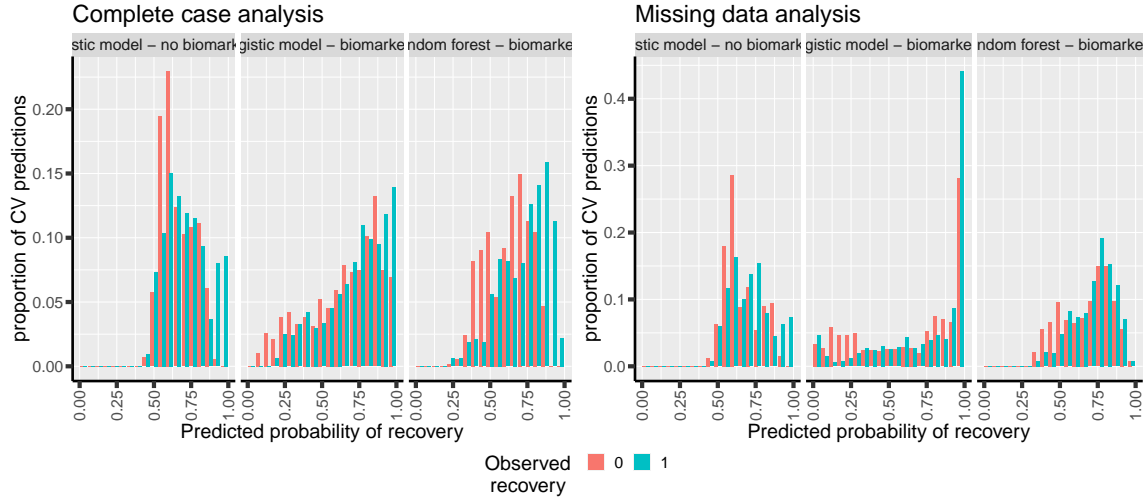 Complete case analysis
Missing data analysis
stic model – no biomark
gistic model – biomarke
ndom forest – biomarke
stic model – no biomark
gistic model – biomarke
ndom forest – biomarke
proportion of CV predictions
0.20
0.15
0.10
0.05
0.00
0.00 0.25 0.50 0.75 1.00
0.00 0.25 0.50 0.75 1.00
0.00 0.25 0.50 0.75 1.00
Predicted probability of recovery
proportion of CV predictions
0.4
0.3
0.2
0.1
0.0
0.00 0.25 0.50 0.75 1.00
0.00 0.25 0.50 0.75 1.00
0.00 0.25 0.50 0.75 1.00
Predicted probability of recovery
Observed
recovery
0 1